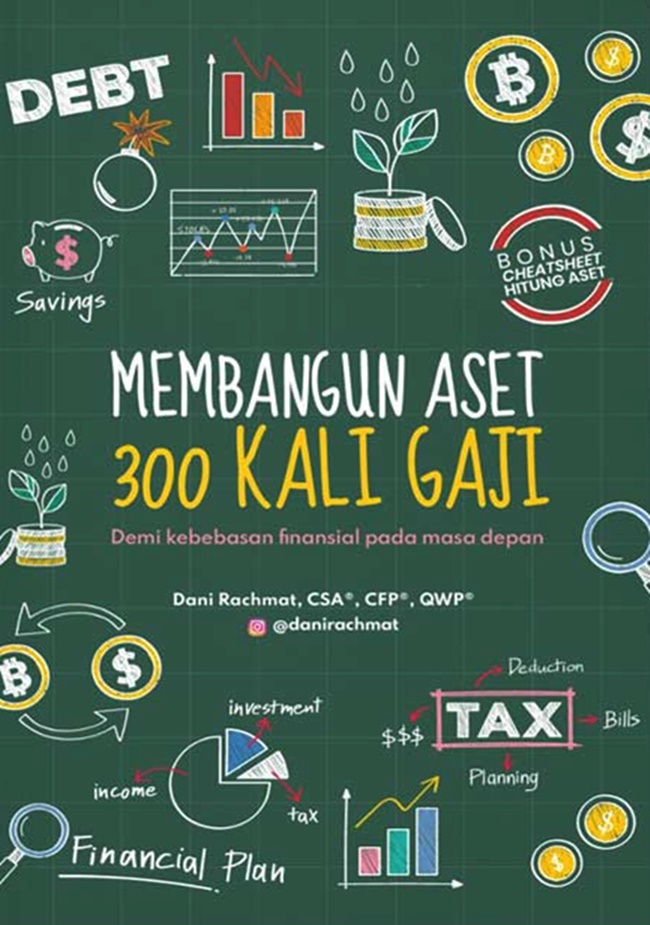 DEBT
Savings
STOCKS
BONUS
CHEATSHEET
HITUNG ASET
MEMBANGUN ASET
300 KALI GAJI
Demi kebebasan finansial pada masa depan
Dani Rachmat, CSA®, CFP®, QWP®
@danirachmat
Deduction
$$$
TAX
Bills
Planning
investment
income
tax
Financial Plan